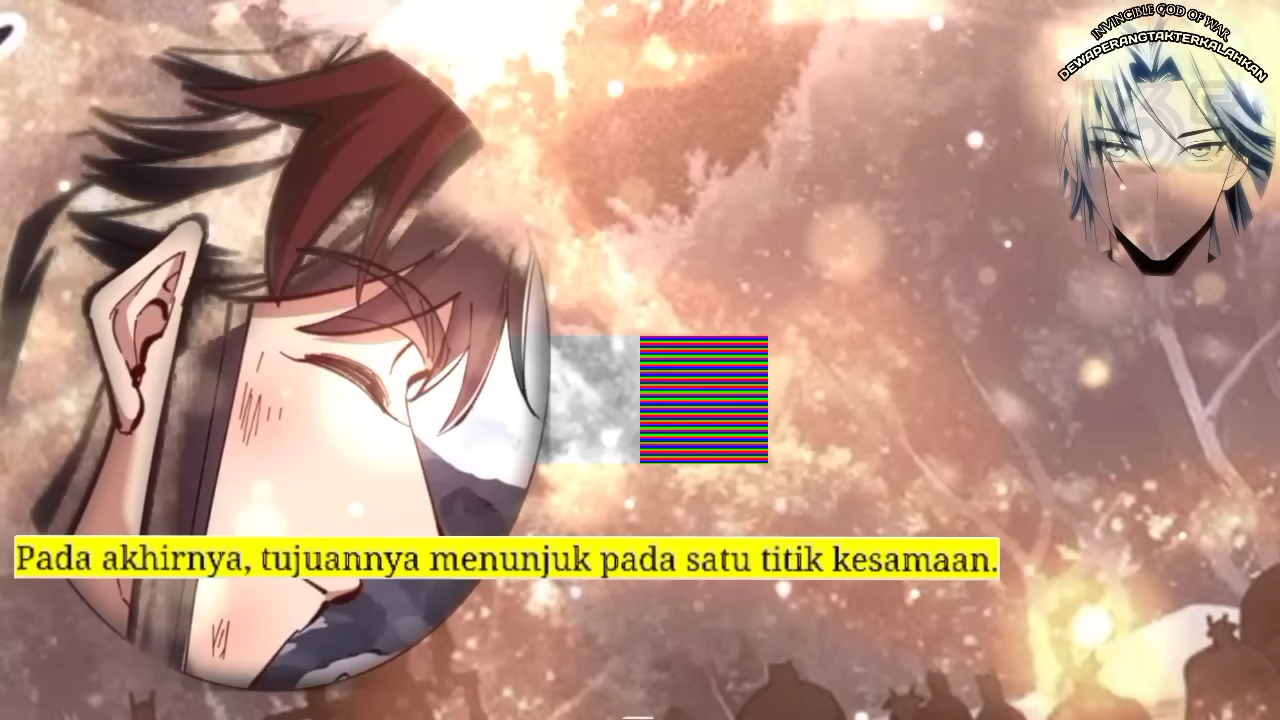 INVINCIBLE GOD OF WAR
DEWAPERANGTAKTERKALAHKAN
Pada akhirnya, tujuannya menunjuk pada satu titik kesamaan.